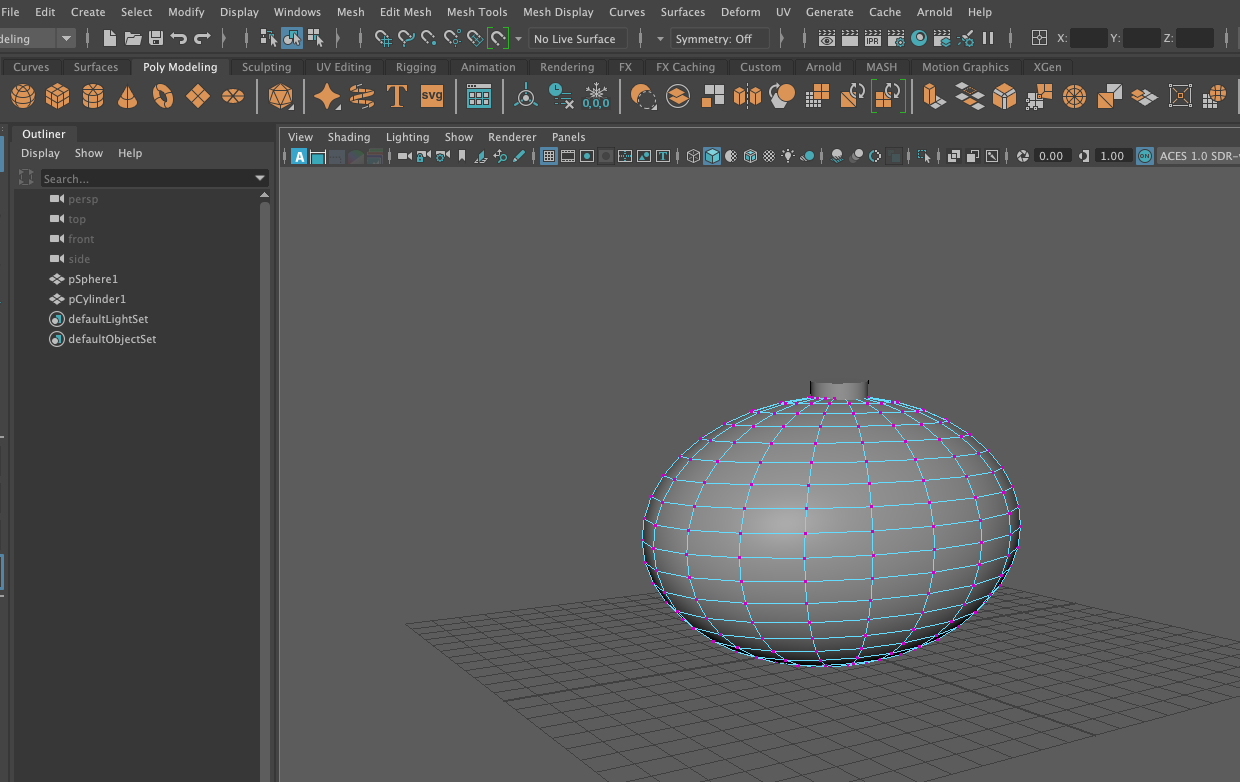 File Edit Create Select Modify Display Windows Mesh Edit Mesh Mesh Tools Mesh Display Curves Surfaces Deform UV Generate Cache Arnold Help
deling No Live Surface Symmetry: Off IPR X: Y: Z:
Curves Surfaces Poly Modeling Sculpting UV Editing Rigging Animation Rendering FX FX Caching Custom Arnold MASH Motion Graphics XGen
T SVG 0,0,0
Outliner
View Shading Lighting Show Renderer Panels
Display Show Help
A T 0.00 1.00 ON ACES 1.0 SDR-
Search...
persp
top
front
side
pSphere1
pCylinder1
defaultLightSet
defaultObjectSet